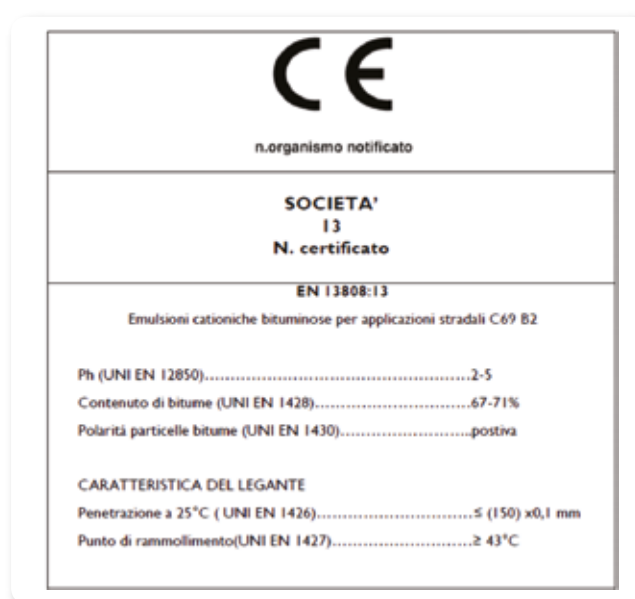 CE
n.organismo notificato
SOCIETA'
13
N. certificato
EN 13808:13
Emulsioni cationiche bituminose per applicazioni stradali C69 B2
Ph (UNI EN 12850)....................................................2-5
Contenuto di bitume (UNI EN 1428)..............................67-71%
Polarità particelle bitume (UNI EN 1430).........................postiva
CARATTERISTICA DEL LEGANTE
Penetrazione a 25°C ( UNI EN 1426)..............................≤ (150) x0,1 mm
Punto di rammollimento(UNI EN 1427)...........................≥ 43°C